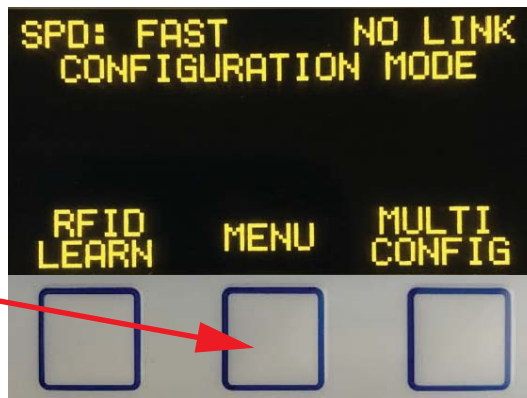 SPD: FAST NO LINK
CONFIGURATION MODE
RFID LEARN
MENU
MULTI CONFIG